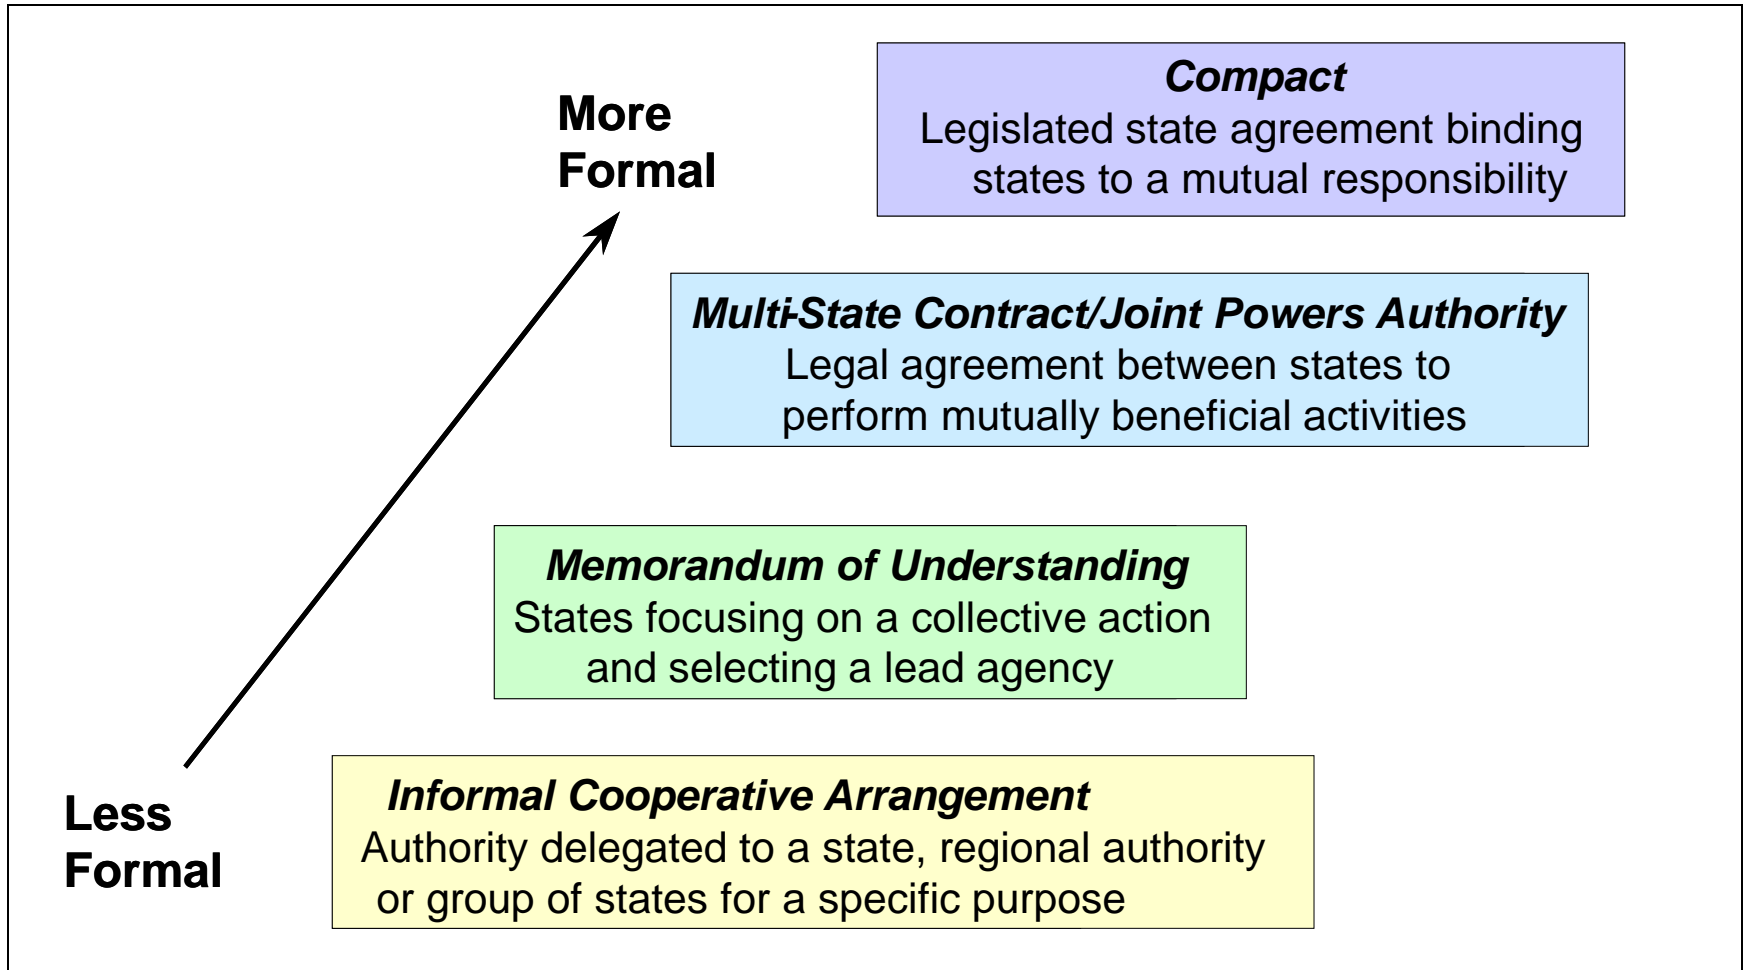 More
Formal
Compact
Legislated state agreement binding
states to a mutual responsibility
Multi-State Contract/Joint Powers Authority
Legal agreement between states to
perform mutually beneficial activities
Memorandum of Understanding
States focusing on a collective action
and selecting a lead agency
Less
Formal
Informal Cooperative Arrangement
Authority delegated to a state, regional authority
or group of states for a specific purpose